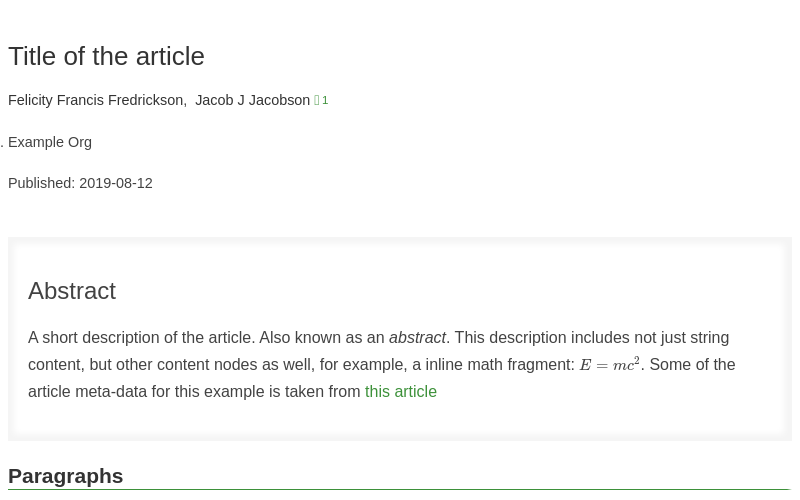 Title of the article
Felicity Francis Fredrickson, Jacob J Jacobson 1
. Example Org
Published: 2019-08-12
Abstract
A short description of the article. Also known as an abstract. This description includes not just string
content, but other content nodes as well, for example, a inline math fragment: E = mc². Some of the
article meta-data for this example is taken from this article
Paragraphs